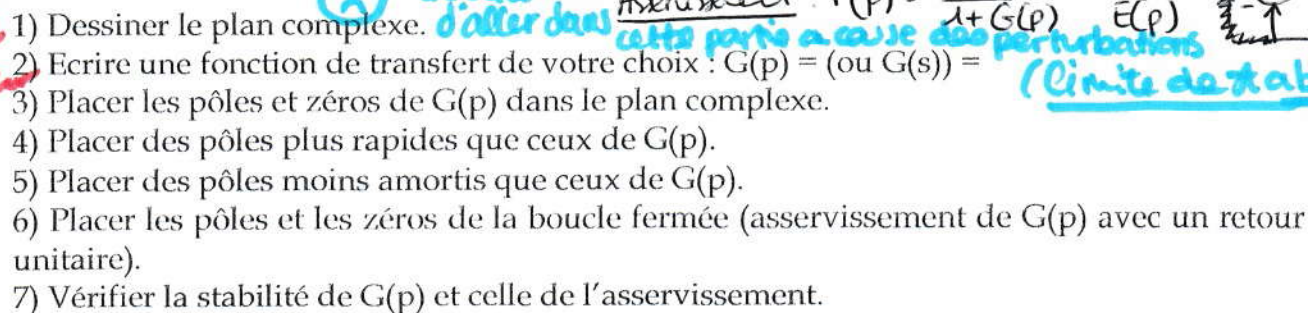 1) Dessiner le plan complexe. d'aller dans
cette partie a cause des perturbations
1+G(p) E(p)
2) Ecrire une fonction de transfert de votre choix : G(p) = (ou G(s)) =
(limite de
3) Placer les pôles et zéros de G(p) dans le plan complexe.
4) Placer des pôles plus rapides que ceux de G(p).
5) Placer des pôles moins amortis que ceux de G(p).
6) Placer les pôles et les zéros de la boucle fermée (asservissement de G(p) avec un retour
unitaire).
7) Vérifier la stabilité de G(p) et celle de l'asservissement.